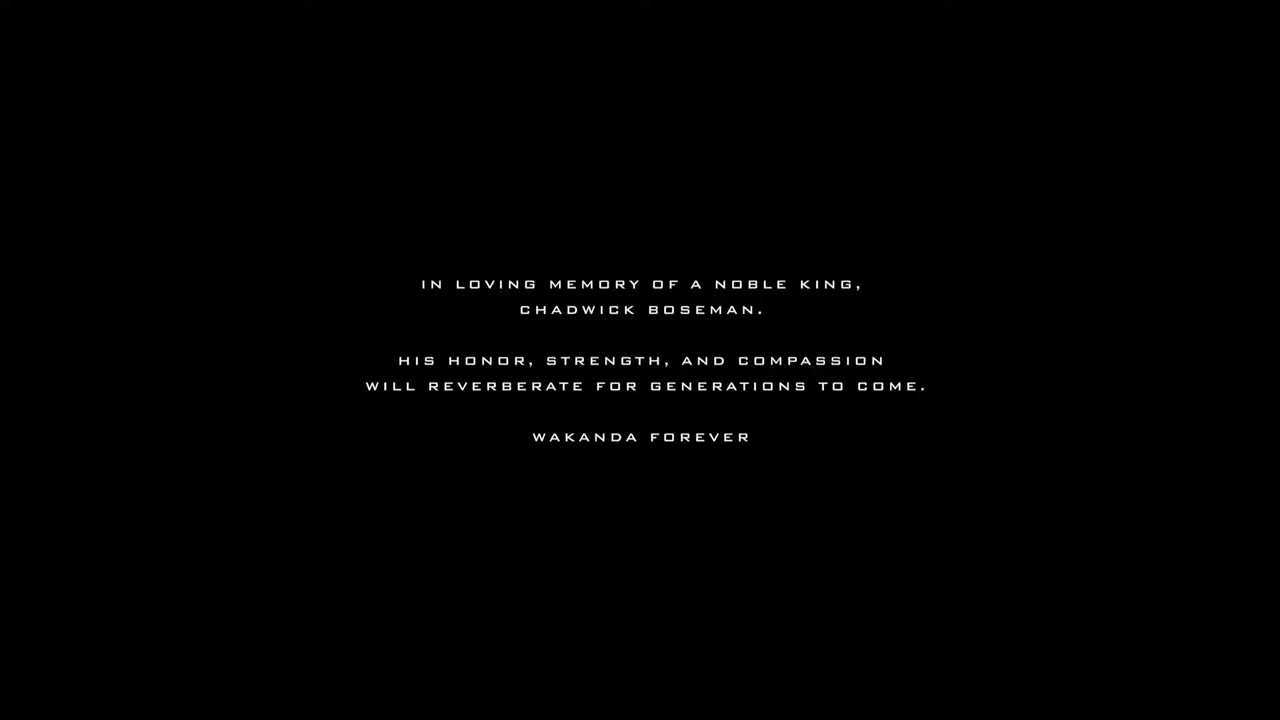 IN LOVING MEMORY OF A NOBLE KING,
CHADWICK BOSEMAN.
HIS HONOR, STRENGTH, AND COMPASSION
WILL REVERBERATE FOR GENERATIONS TO COME.
WAKANDA FOREVER